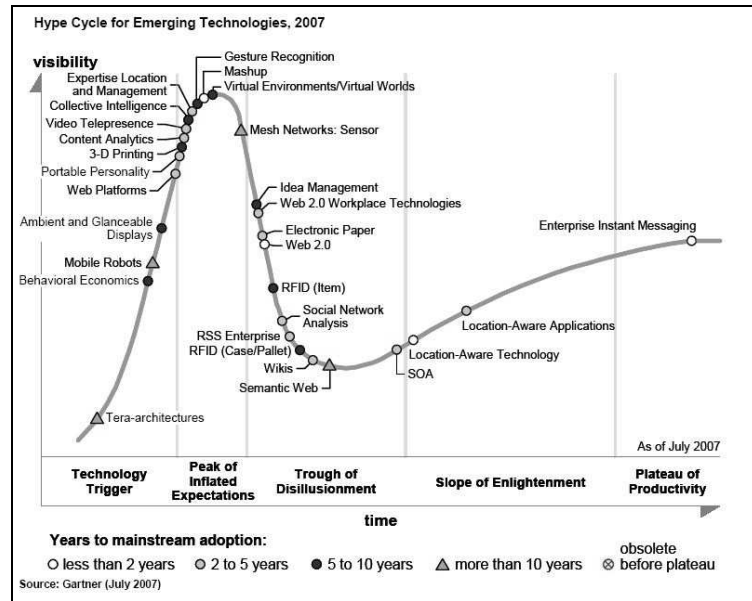 Hype Cycle for Emerging Technologies, 2007
visibility
Gesture Recognition
Mashup
Virtual Environments/Virtual Worlds
Expertise Location
and Management
Collective Intelligence
Video Telepresence
Content Analytics
3-D Printing
Portable Personality
Web Platforms
Ambient and Glanceable
Displays
Mobile Robots
Behavioral Economics
Tera-architectures
Mesh Networks: Sensor
Idea Management
Web 2.0 Workplace Technologies
Electronic Paper
Web 2.0
RFID (Item)
Social Network
Analysis
RSS Enterprise
RFID (Case/Pallet)
Wikis
Semantic Web
Enterprise Instant Messaging
Location-Aware Applications
Location-Aware Technology
SOA
As of July 2007
Technology
Trigger
Peak of
Inflated
Expectations
Trough of
Disillusionment
Slope of Enlightenment
Plateau of
Productivity
time
Years to mainstream adoption:
less than 2 years
2 to 5 years
5 to 10 years
more than 10 years
obsolete
before plateau
Source: Gartner (July 2007)